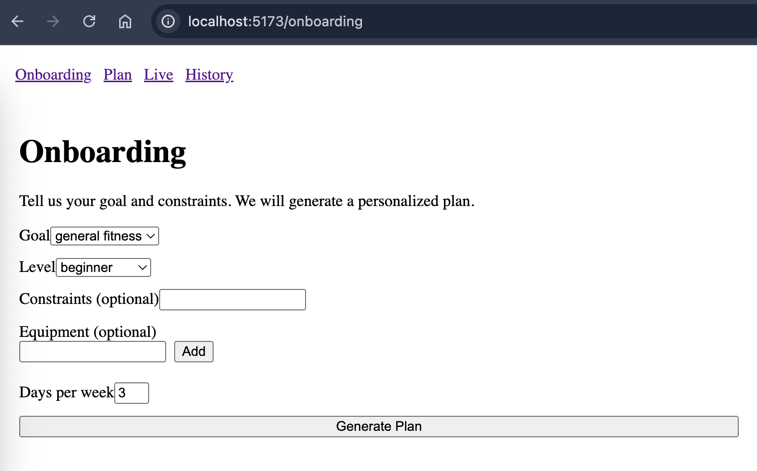 localhost:5173/onboarding
Onboarding Plan Live History
Onboarding
Tell us your goal and constraints. We will generate a personalized plan.
Goal general fitness
Level beginner
Constraints (optional)
Equipment (optional)
Add
Days per week 3
Generate Plan